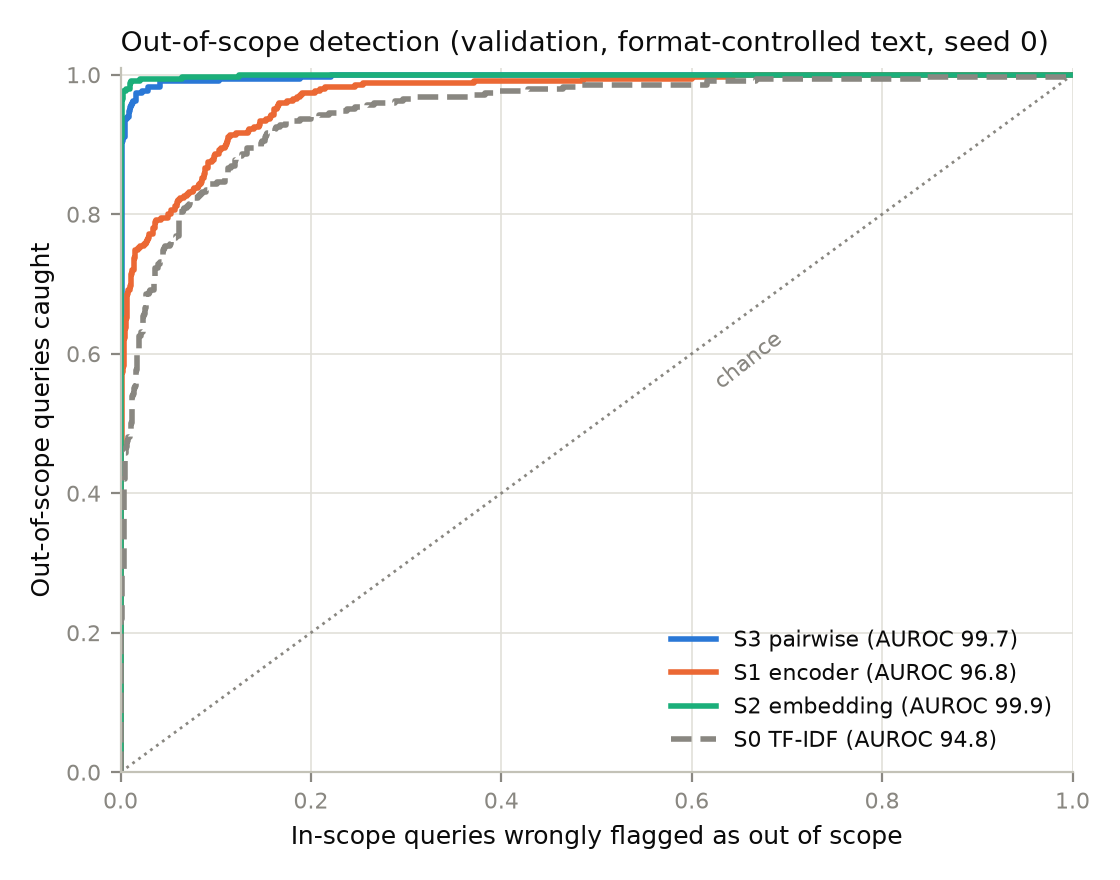 Out-of-scope detection (validation, format-controlled text, seed 0)
Out-of-scope queries caught
1.0
0.8
0.6
0.4
0.2
0.0
chance
S3 pairwise (AUROC 99.7)
S1 encoder (AUROC 96.8)
S2 embedding (AUROC 99.9)
S0 TF-IDF (AUROC 94.8)
0.0 0.2 0.4 0.6 0.8 1.0
In-scope queries wrongly flagged as out of scope